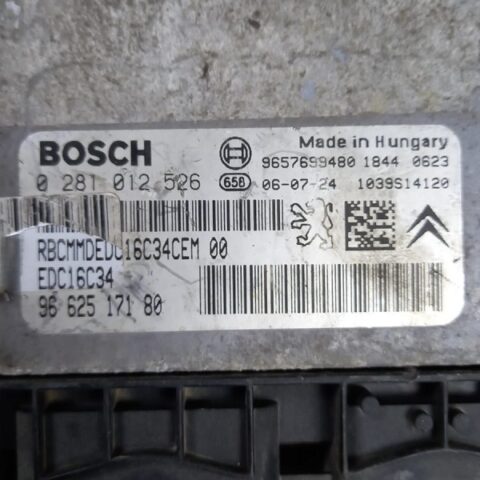 BOSCH
Made in Hungary
9657699480 1844 0623
0 281 012 526 658 06-07-24 1039S14120
RBCMMDEDC16C34CEM 00
EDC16C34
96 625 171 80